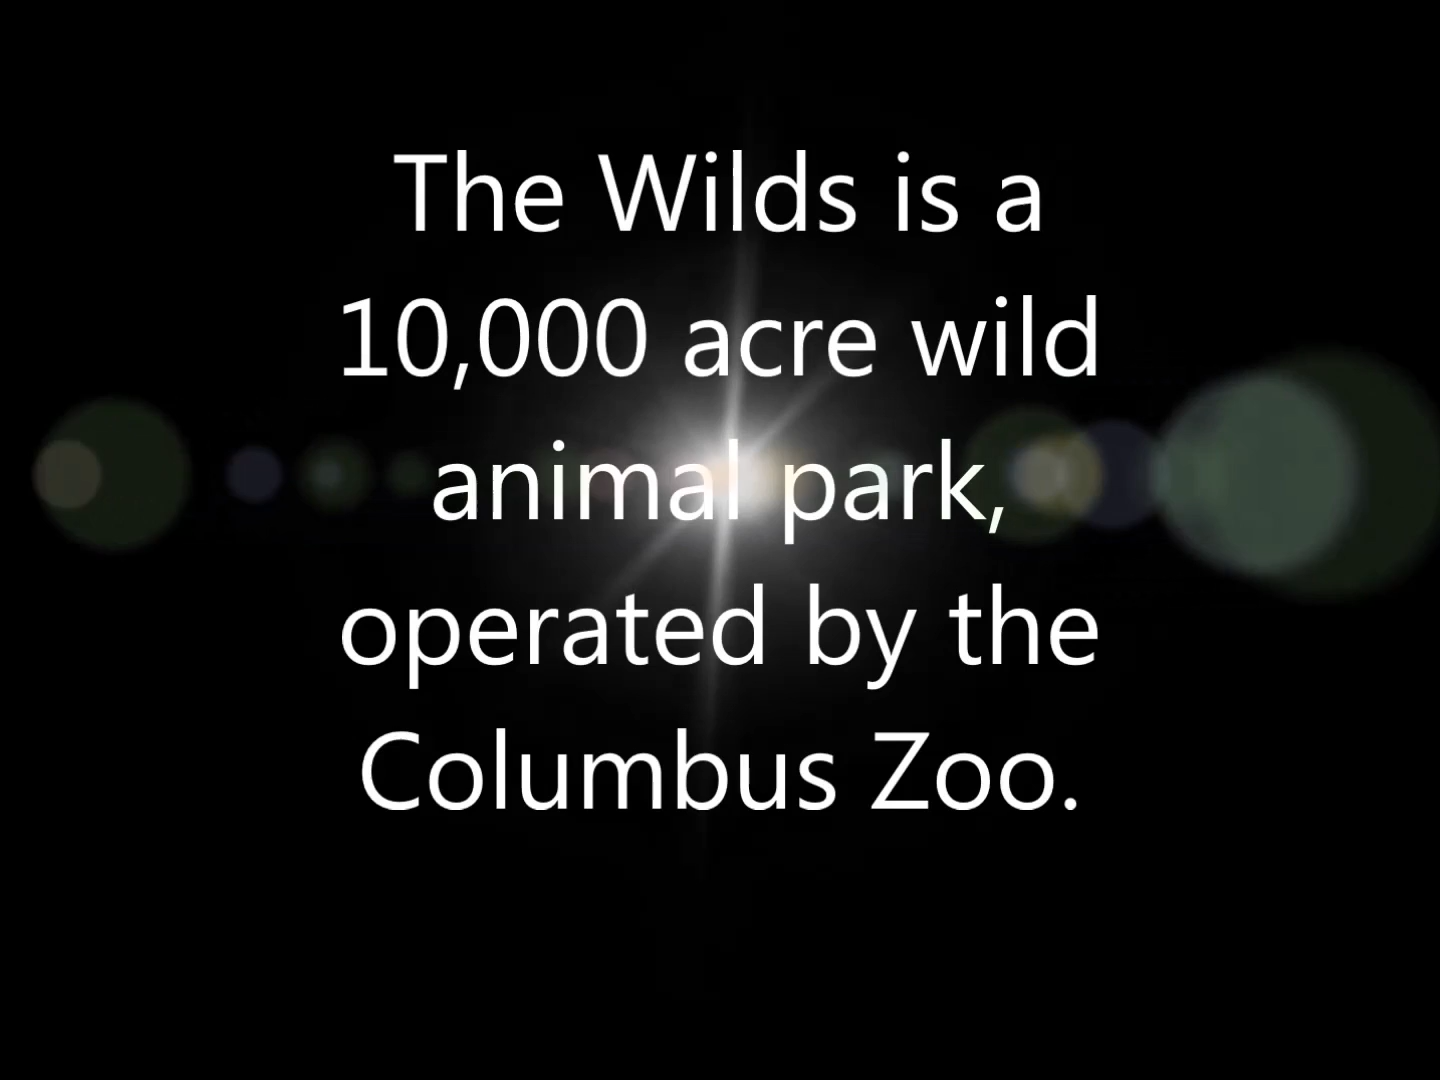 The Wilds is a
10,000 acre wild
animal park,
operated by the
Columbus Zoo.